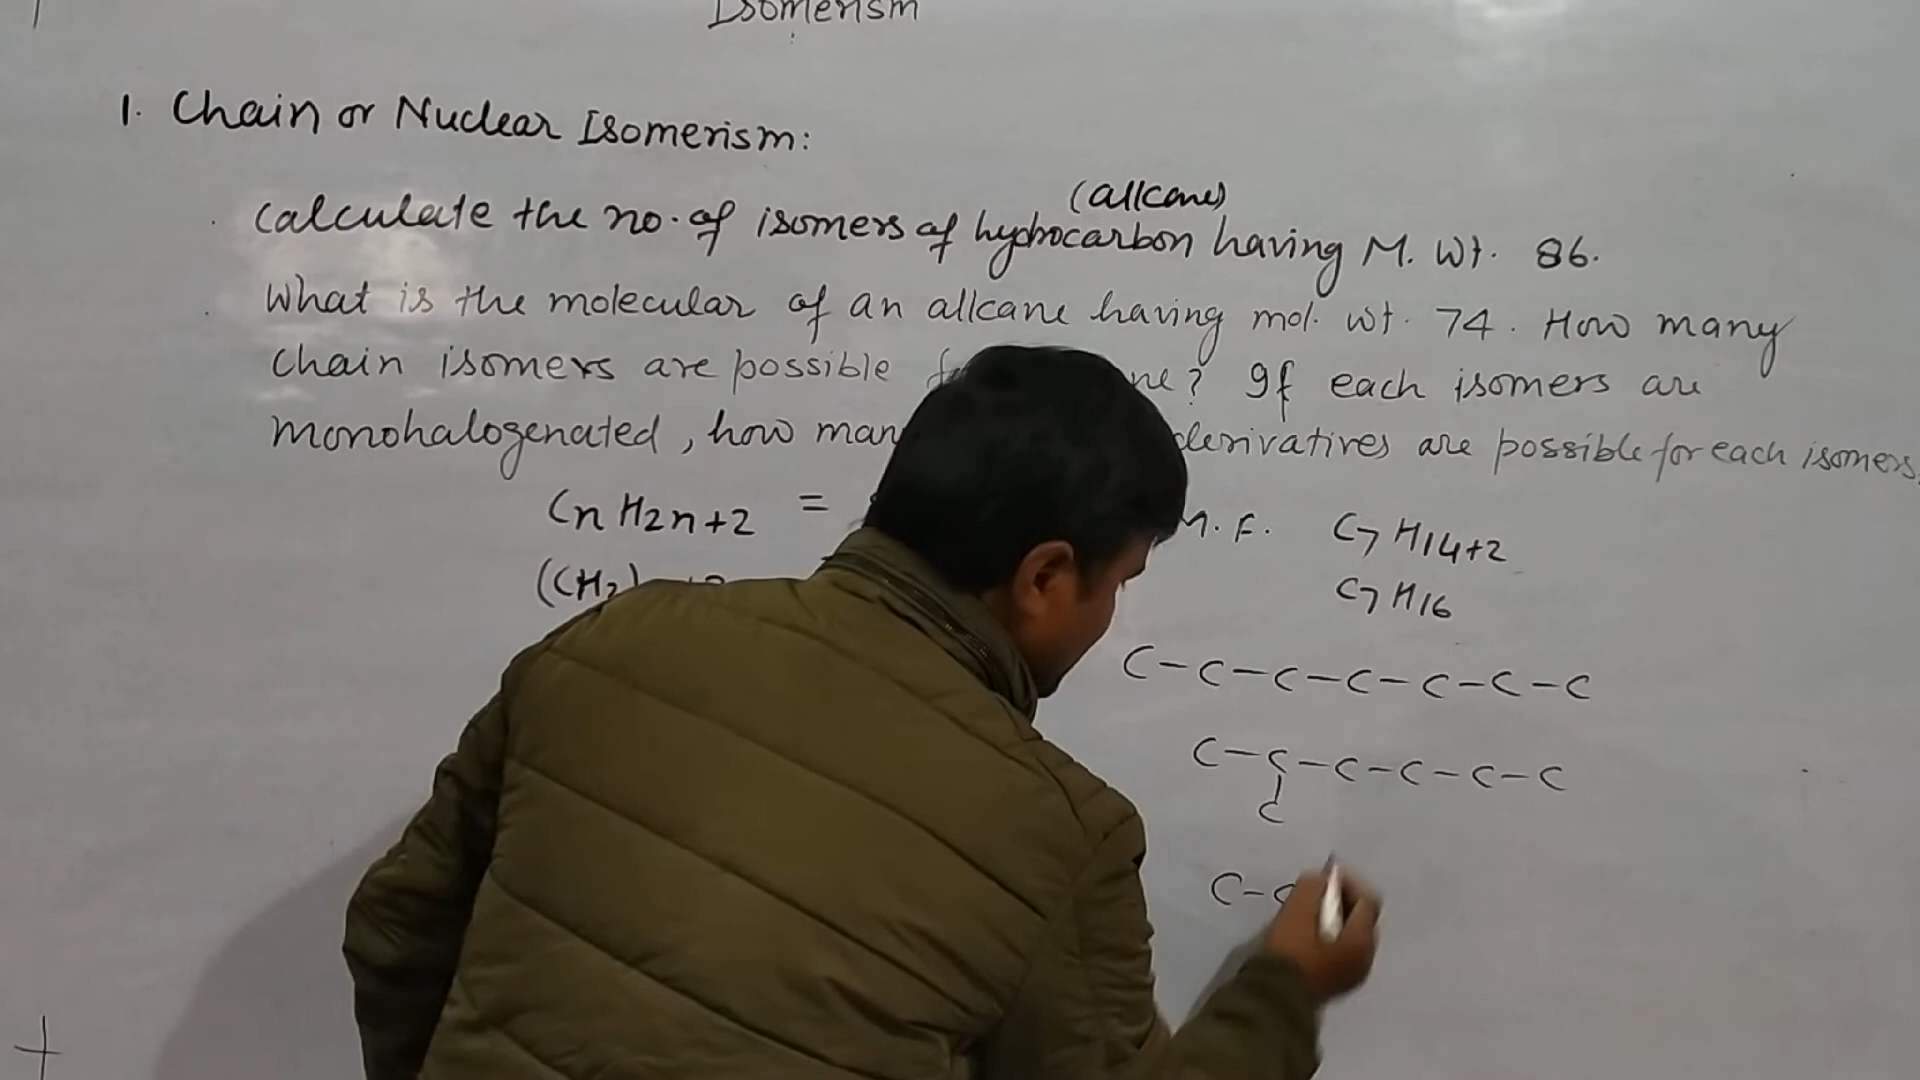 Isomerism
1. Chain or Nuclear Isomerism:
(alkane)
calculate the no. of isomers of hydrocarbon having M. wt. 86.
What is the molecular of an alkane having mol. wt. 74. How many
chain isomers are possible ? If each isomers are
monohalogenated, how derivatives are possible for each isomers.
CnH2n+2 = M.F. C7H14+2
(CH2) C7H16
C-C-C-C-C-C-C
C-C-C-C-C-C
C
C-C